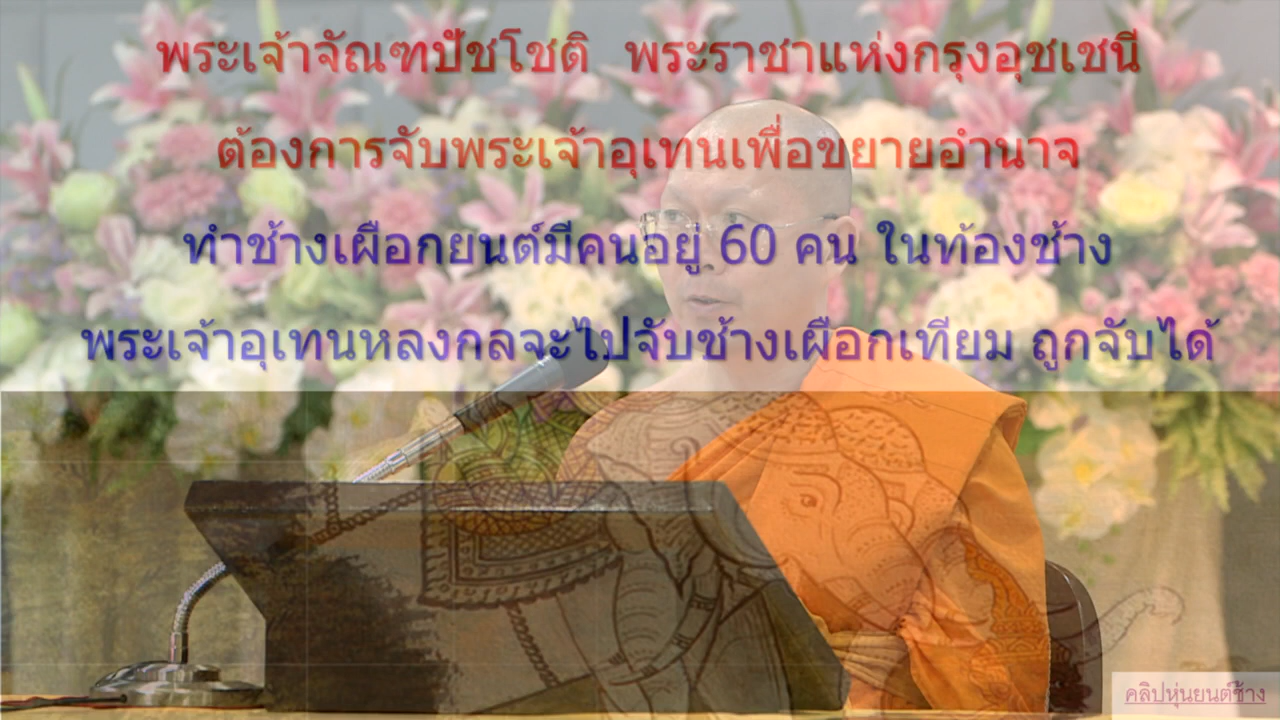 พระเจ้าจัณฑปัชโชติ พระราชาแห่งกรุงอุชเชนี
ต้องการจับพระเจ้าอุเทนเพื่อขยายอำนาจ
ทำช้างเผือกยนต์มีคนอยู่ 60 คน ในท้องช้าง
พระเจ้าอุเทนหลงกลจะไปจับช้างเผือกเทียม ถูกจับได้
คลิปหุ่นยนต์ช้าง